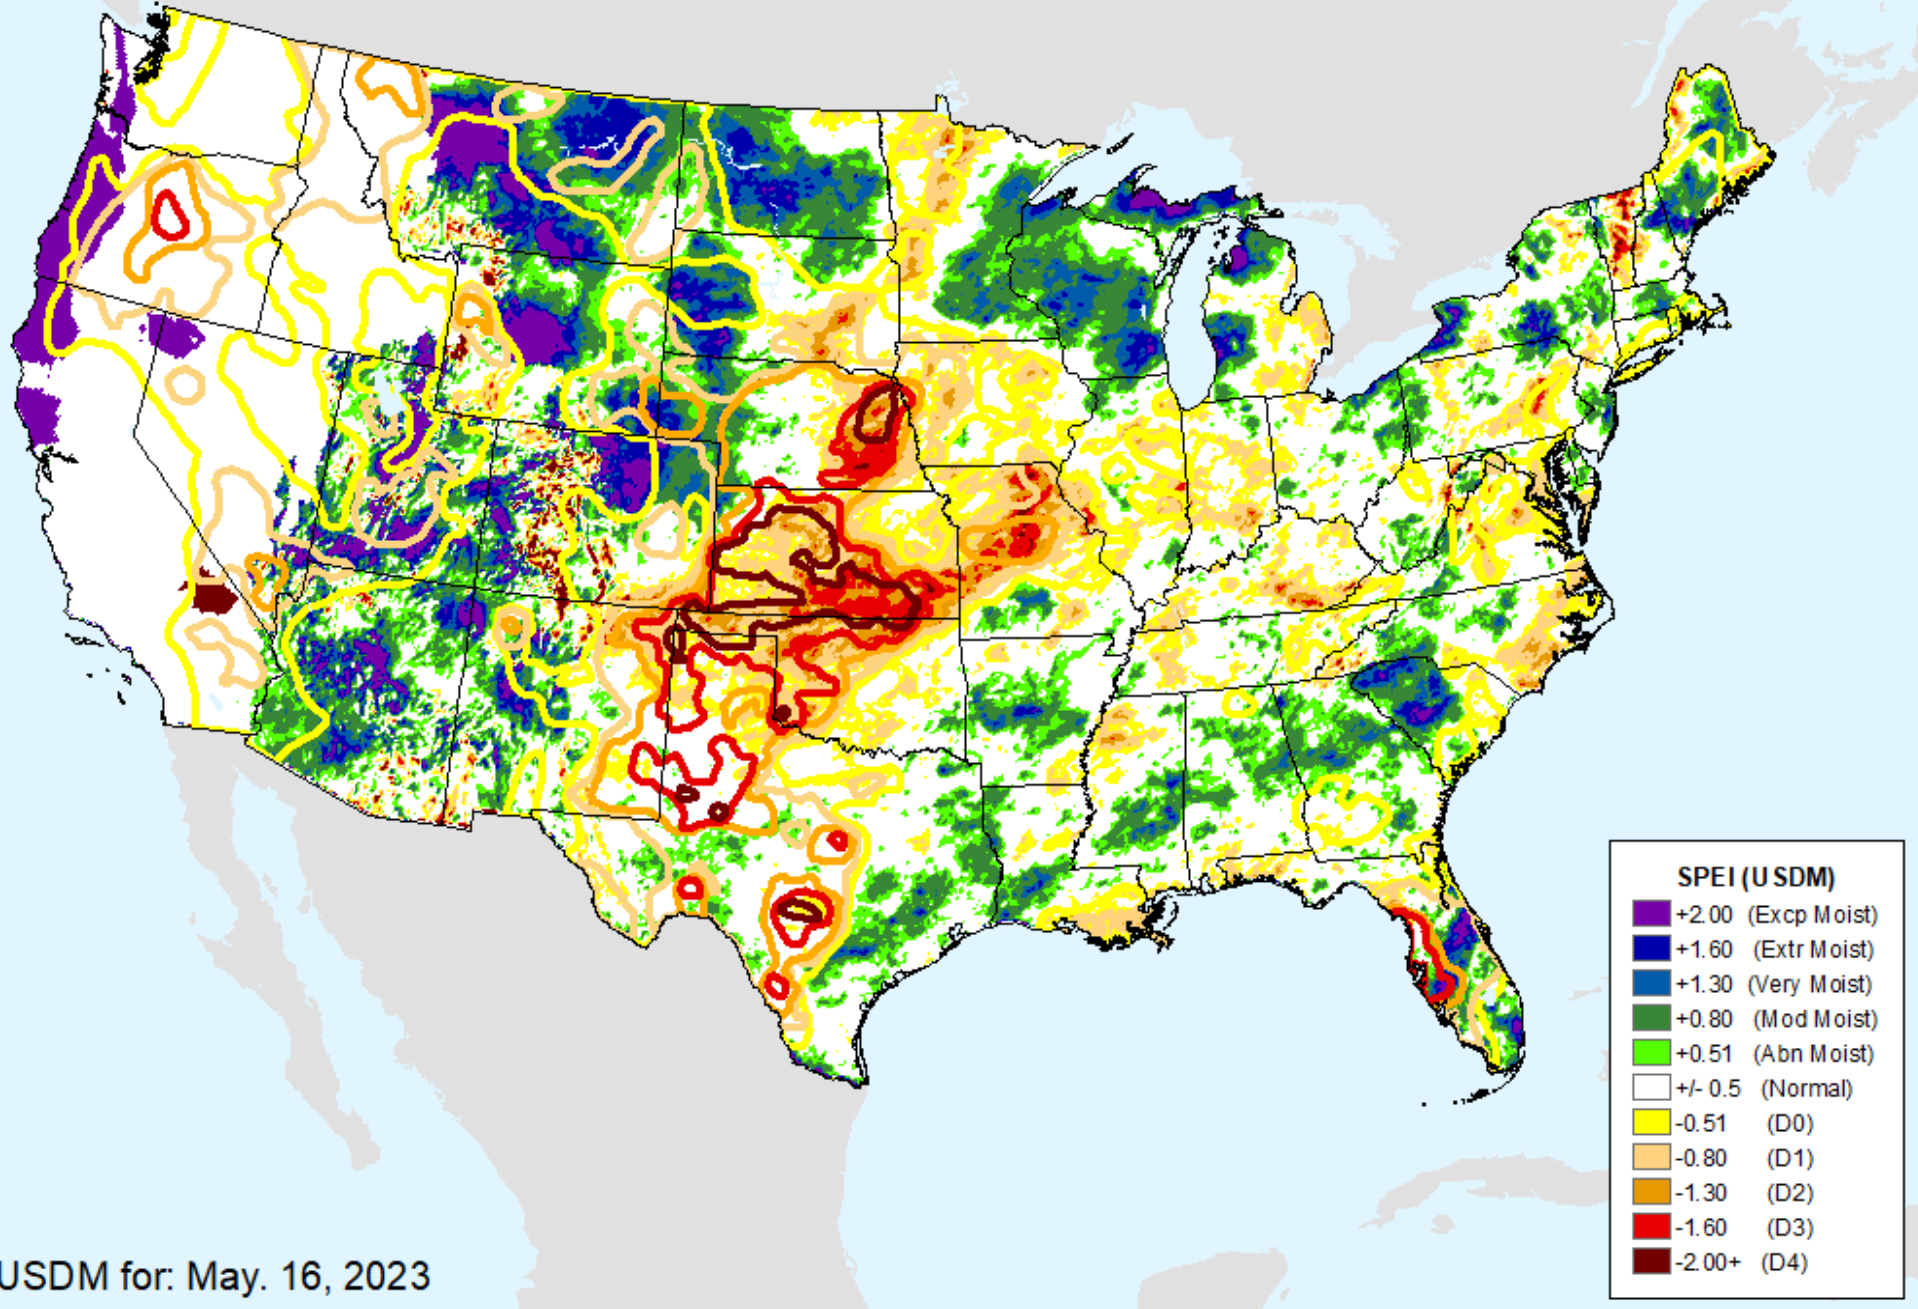 SPEI (USDM)
+2.00 (Excp Moist)
+1.60 (Extr Moist)
+1.30 (Very Moist)
+0.80 (Mod Moist)
+0.51 (Abn Moist)
+/- 0.5 (Normal)
-0.51 (D0)
-0.80 (D1)
-1.30 (D2)
-1.60 (D3)
-2.00+ (D4)
USDM for: May. 16, 2023